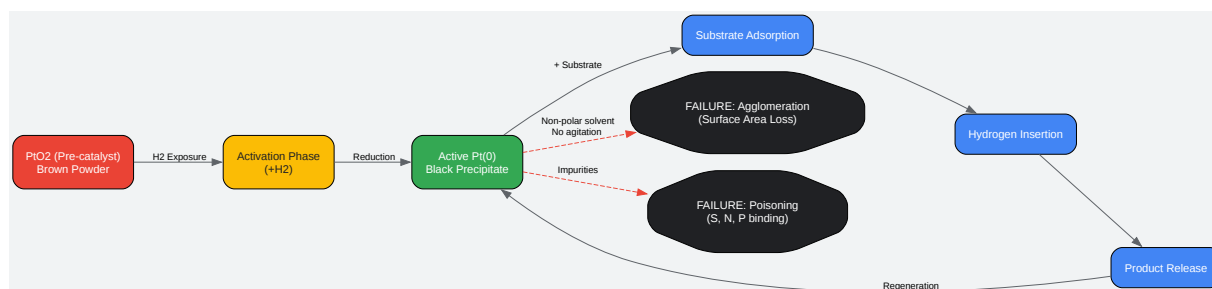 PtO2 (Pre-catalyst)
Brown Powder
H2 Exposure
Activation Phase
(+H2)
Reduction
Active Pt(0)
Black Precipitate
+ Substrate
Substrate Adsorption
Non-polar solvent
No agitation
FAILURE: Agglomeration
(Surface Area Loss)
Impurities
FAILURE: Poisoning
(S, N, P binding)
Hydrogen Insertion
Product Release
Regeneration